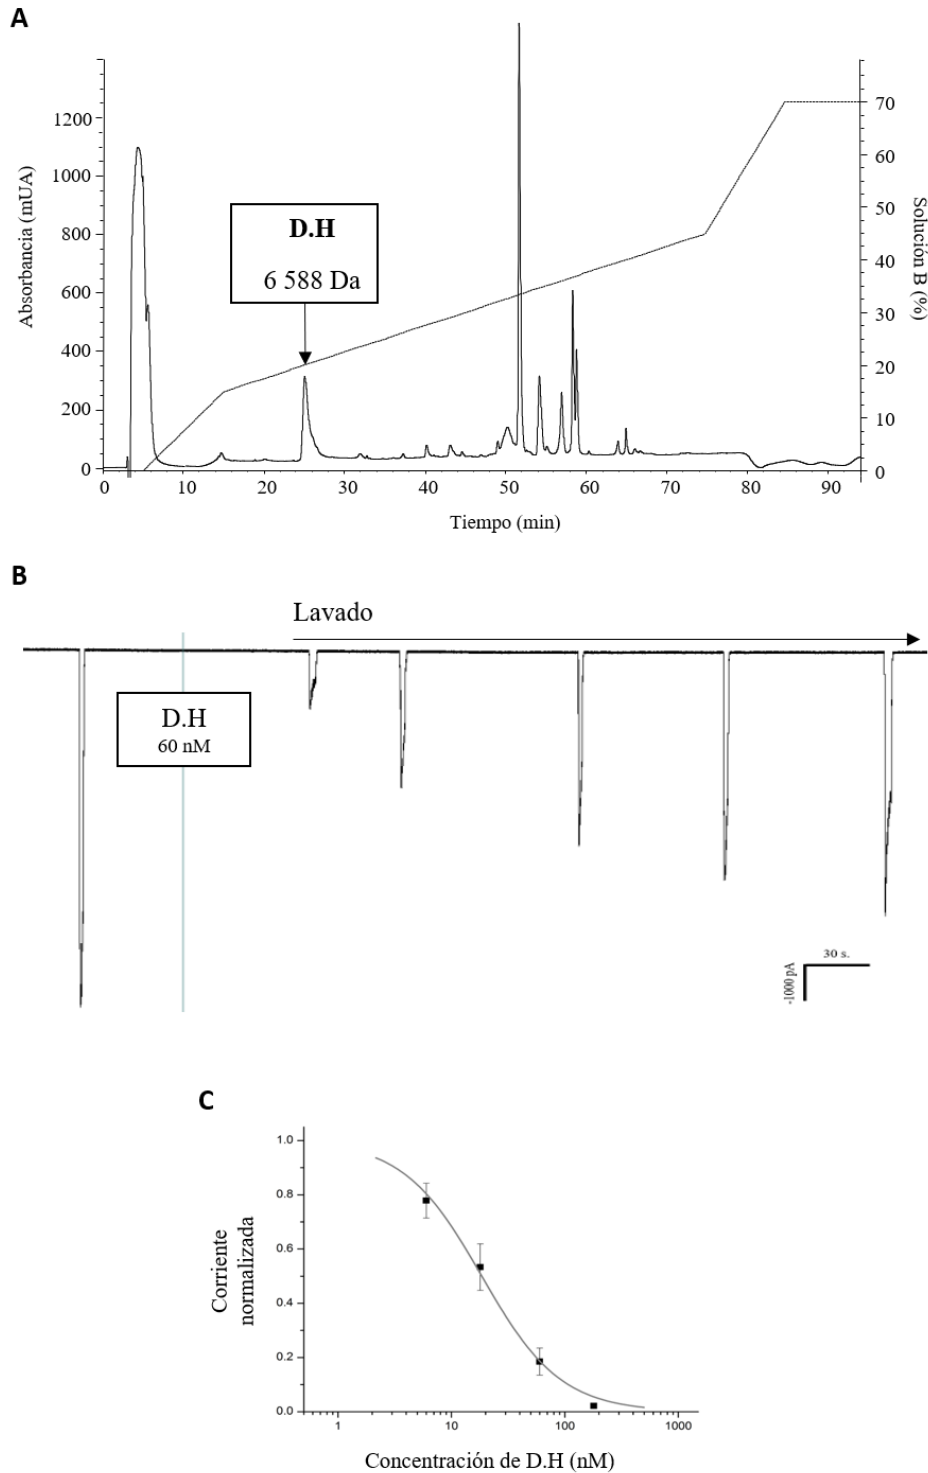 A
Absorbancia (mUA)
1200
1000
800
600
400
200
0
D.H
6 588 Da
70
60
50
40
30
20
10
0
Solución B (%)
0 10 20 30 40 50 60 70 80 90
Tiempo (min)
B
Lavado
D.H
60 nM
30 s.
-1000 pA
C
Corriente
normalizada
1.0
0.8
0.6
0.4
0.2
0.0
1 10 100 1000
Concentración de D.H (nM)